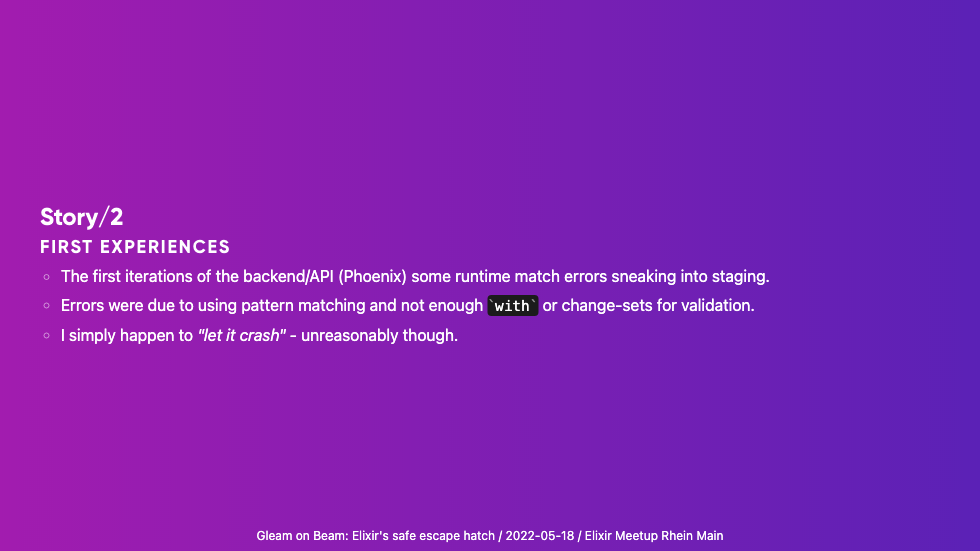 Story/2
FIRST EXPERIENCES
The first iterations of the backend/API (Phoenix) some runtime match errors sneaking into staging.
Errors were due to using pattern matching and not enough `with` or change-sets for validation.
I simply happen to "let it crash" - unreasonably though.
Gleam on Beam: Elixir's safe escape hatch / 2022-05-18 / Elixir Meetup Rhein Main